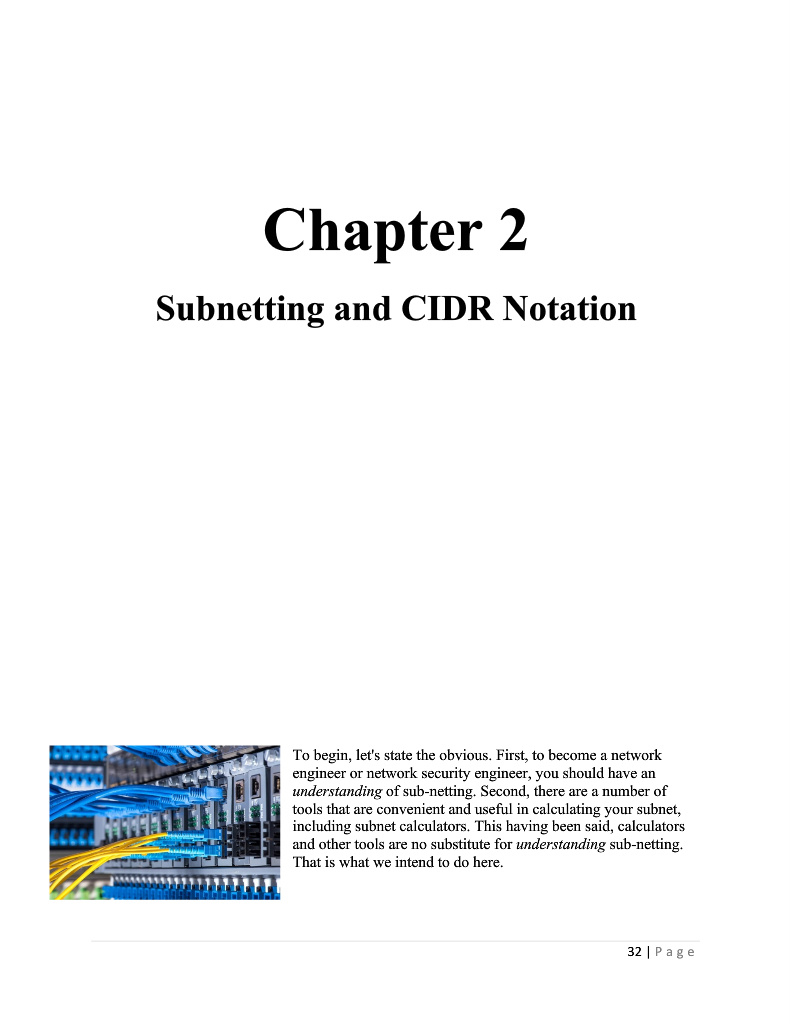 Chapter 2
Subnetting and CIDR Notation
To begin, let's state the obvious. First, to become a network
engineer or network security engineer, you should have an
understanding of sub-netting. Second, there are a number of
tools that are convenient and useful in calculating your subnet,
including subnet calculators. This having been said, calculators
and other tools are no substitute for understanding sub-netting.
That is what we intend to do here.
32 | Page